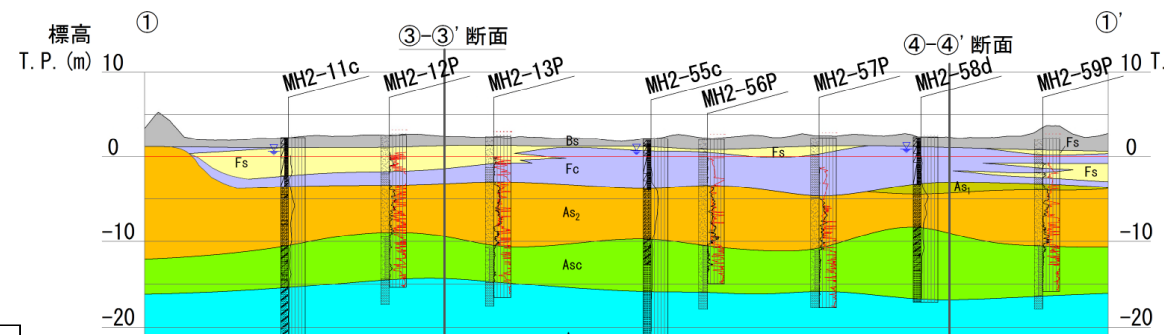 ① ①'
標高 ③-③' 断面 ④-④' 断面
T.P.(m) 10 MH2-11c MH2-12P MH2-13P MH2-55c MH2-56P MH2-57P MH2-58d MH2-59P 10 T.
Bs Fs Fs
0 Fs Fc Fs 0
As1
As2
-10 -10
Asc
-20 -20